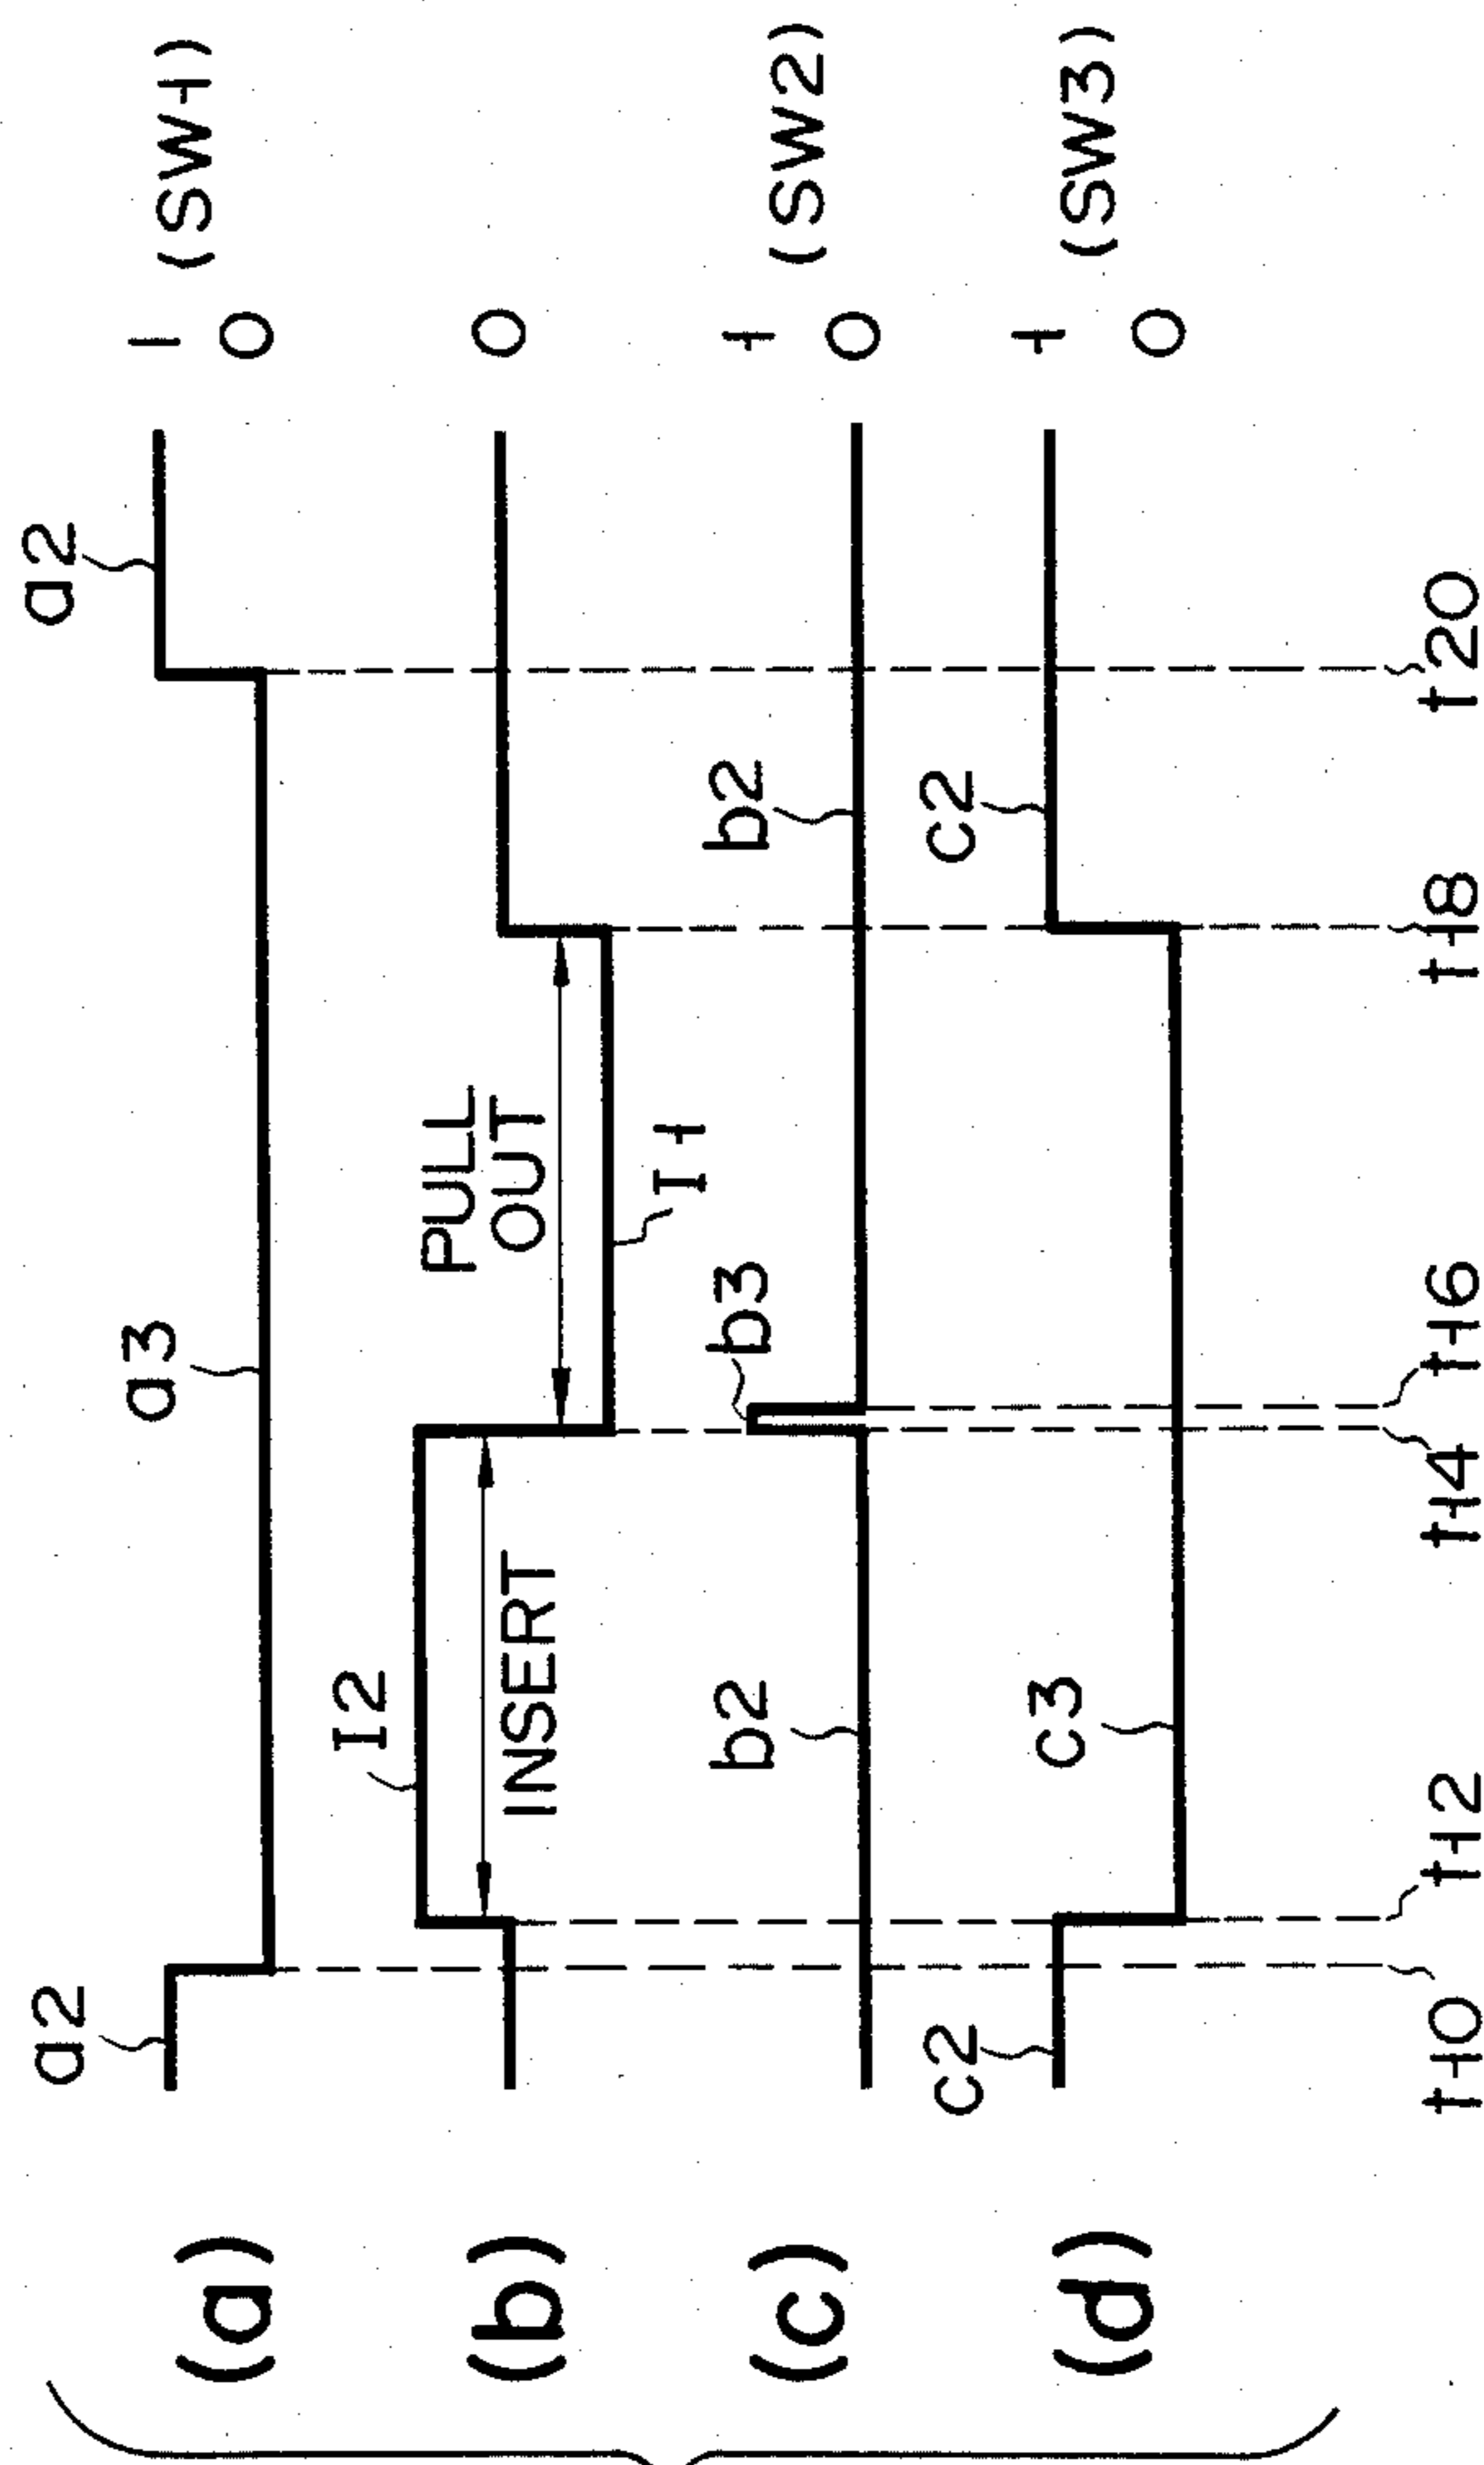 a2
a3
a2
(a)
1
0
(SW1)
I2
INSERT
PULL
OUT
I1
(b)
0
b2
b3
b2
(c)
1
0
(SW2)
c2
c3
c2
(d)
1
0
(SW3)
t10
t12
t14
t16
t18
t20